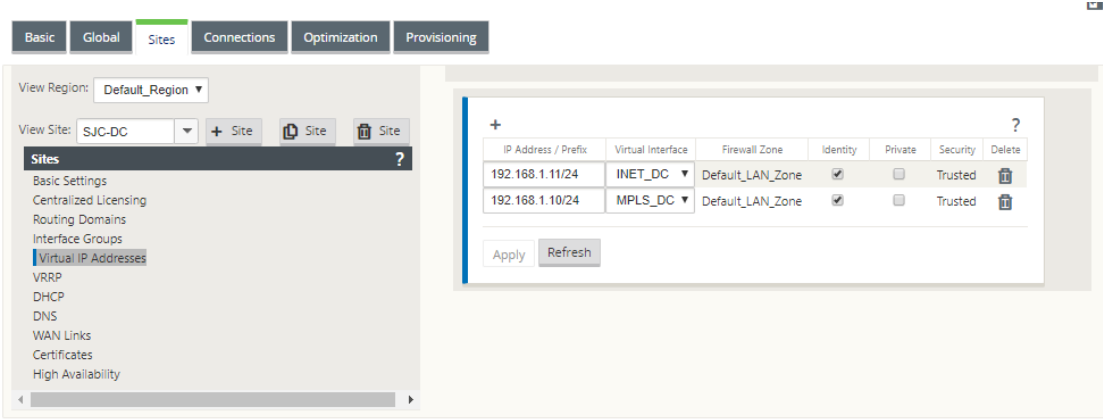 Basic Global Sites Connections Optimization Provisioning
View Region: Default_Region
View Site: SJC-DC + Site Site Site
Sites ?
Basic Settings
Centralized Licensing
Routing Domains
Interface Groups
Virtual IP Addresses
VRRP
DHCP
DNS
WAN Links
Certificates
High Availability
+ ?
IP Address / Prefix Virtual Interface Firewall Zone Identity Private Security Delete
192.168.1.11/24 INET_DC Default_LAN_Zone Trusted
192.168.1.10/24 MPLS_DC Default_LAN_Zone Trusted
Apply Refresh